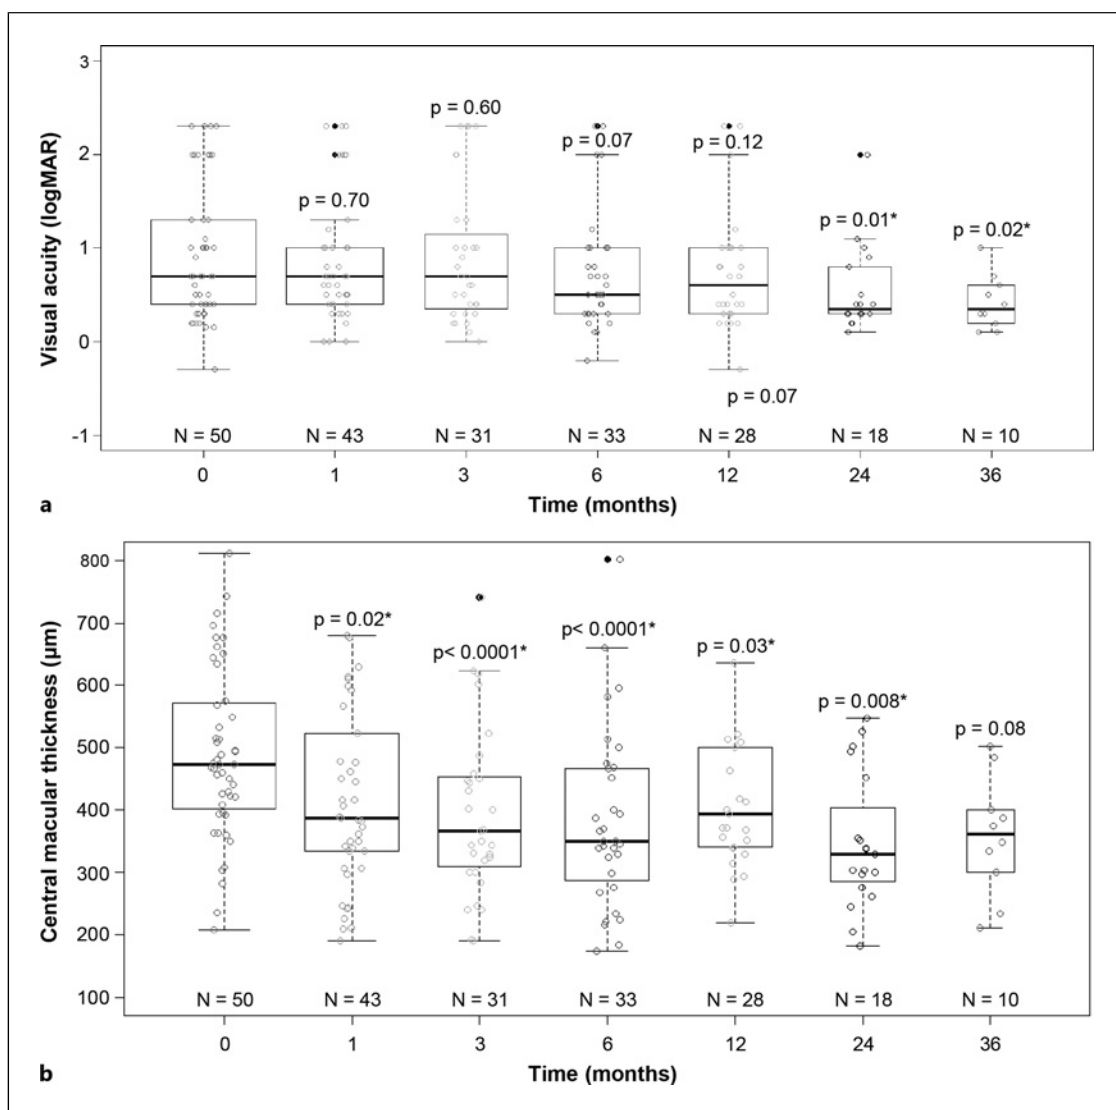 3
p = 0.60
p = 0.07
p = 0.12
2
p = 0.70
p = 0.01*
p = 0.02*
1
0
p = 0.07
-1
N = 50 N = 43 N = 31 N = 33 N = 28 N = 18 N = 10
0 1 3 6 12 24 36
Visual acuity (logMAR)
Time (months)
a
800
700
p = 0.02*
p< 0.0001*
p< 0.0001*
p = 0.03*
600
p = 0.008*
p = 0.08
500
400
300
200
100
N = 50 N = 43 N = 31 N = 33 N = 28 N = 18 N = 10
0 1 3 6 12 24 36
Central macular thickness (µm)
Time (months)
b